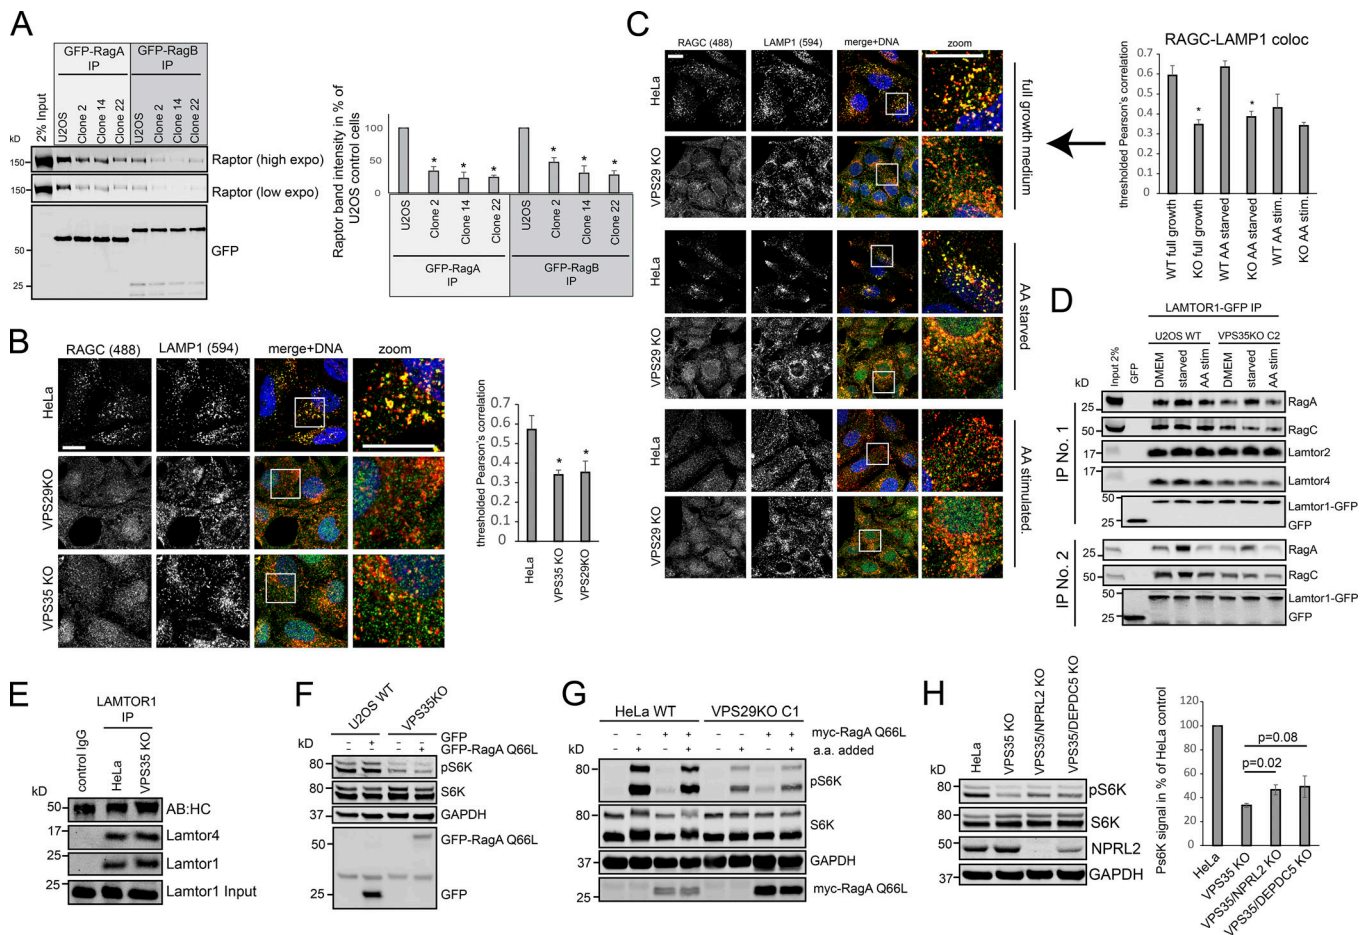 A
GFP-RagA
IP
GFP-RagB
IP
2% Input
U2OS
Clone 2
Clone 14
Clone 22
U2OS
Clone 2
Clone 14
Clone 22
kD
150
Raptor (high expo)
150
Raptor (low expo)
50
GFP
25
Raptor band intensity in % of
U2OS control cells
100
50
0
* * * * * *
U2OS
Clone 2
Clone 14
Clone 22
U2OS
Clone 2
Clone 14
Clone 22
GFP-RagA
IP
GFP-RagB
IP
B
RAGC (488) LAMP1 (594) merge+DNA zoom
HeLa
VPS29KO
VPS35 KO
thresholded Pearson's correlation
0.7
0.6
0.5
0.4
0.3
0.2
0.1
0
* *
HeLa
VPS35 KO
VPS29KO
C
RAGC (488) LAMP1 (594) merge+DNA zoom
HeLa
VPS29 KO
full growth medium
HeLa
VPS29 KO
AA starved
HeLa
VPS29 KO
AA stimulated.
RAGC-LAMP1 coloc
thresholded Pearson's correlation
0.7
0.6
0.5
0.4
0.3
0.2
0.1
0
* *
WT full growth
KO full growth
WT AA starved
KO AA starved
WT AA stim.
KO AA stim.
D
LAMTOR1-GFP IP
U2OS WT VPS35KO C2
Input 2%
GFP
DMEM
starved
AA stim
DMEM
starved
AA stim
kD
IP No. 1
25 RagA
50 RagC
17 Lamtor2
17 Lamtor4
50 Lamtor1-GFP
25 GFP
IP No. 2
25 RagA
50 RagC
50 Lamtor1-GFP
25 GFP
E
LAMTOR1
IP
control IgG
HeLa
VPS35 KO
kD
50 AB:HC
17 Lamtor4
25 Lamtor1
25 Lamtor1 Input
F
U2OS WT
VPS35KO
GFP
- + - - GFP-RagA Q66L
- - - +
kD
80 pS6K
80 S6K
37 GAPDH
50 GFP-RagA Q66L
25 GFP
G
HeLa WT VPS29KO C1
- - + + - - + + myc-RagA Q66L
- + - + - + - + a.a. added
kD
80 pS6K
80 S6K
37 GAPDH
25 myc-RagA Q66L
H
HeLa
VPS35 KO
VPS35/NPRL2 KO
VPS35/DEPDC5 KO
kD
80 pS6K
80 S6K
50 NPRL2
37 GAPDH
Ps6K signal in % of HeLa control
120
100
80
60
40
20
0
p=0.08
p=0.02
HeLa
VPS35 KO
VPS35/NPRL2 KO
VPS35/DEPDC5 KO